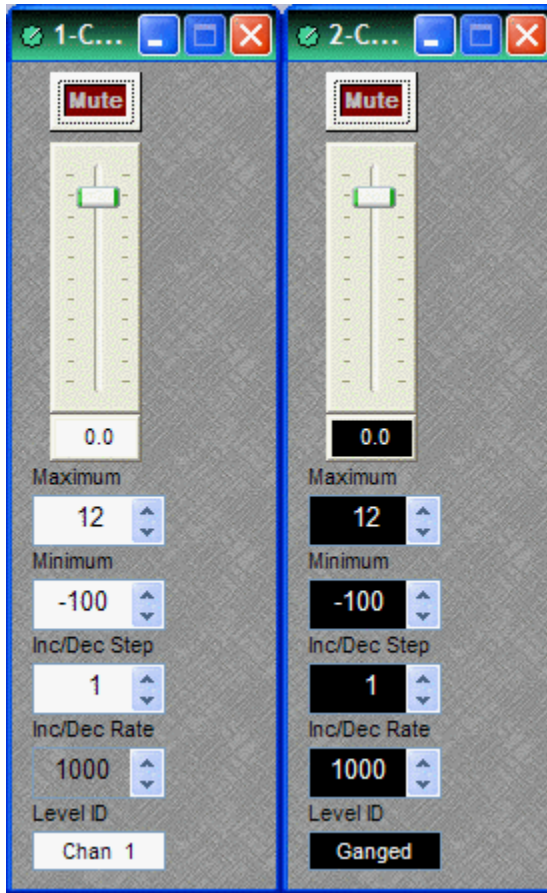 1-C...
Mute
0.0
Maximum
12
Minimum
-100
Inc/Dec Step
1
Inc/Dec Rate
1000
Level ID
Chan 1
2-C...
Mute
0.0
Maximum
12
Minimum
-100
Inc/Dec Step
1
Inc/Dec Rate
1000
Level ID
Ganged